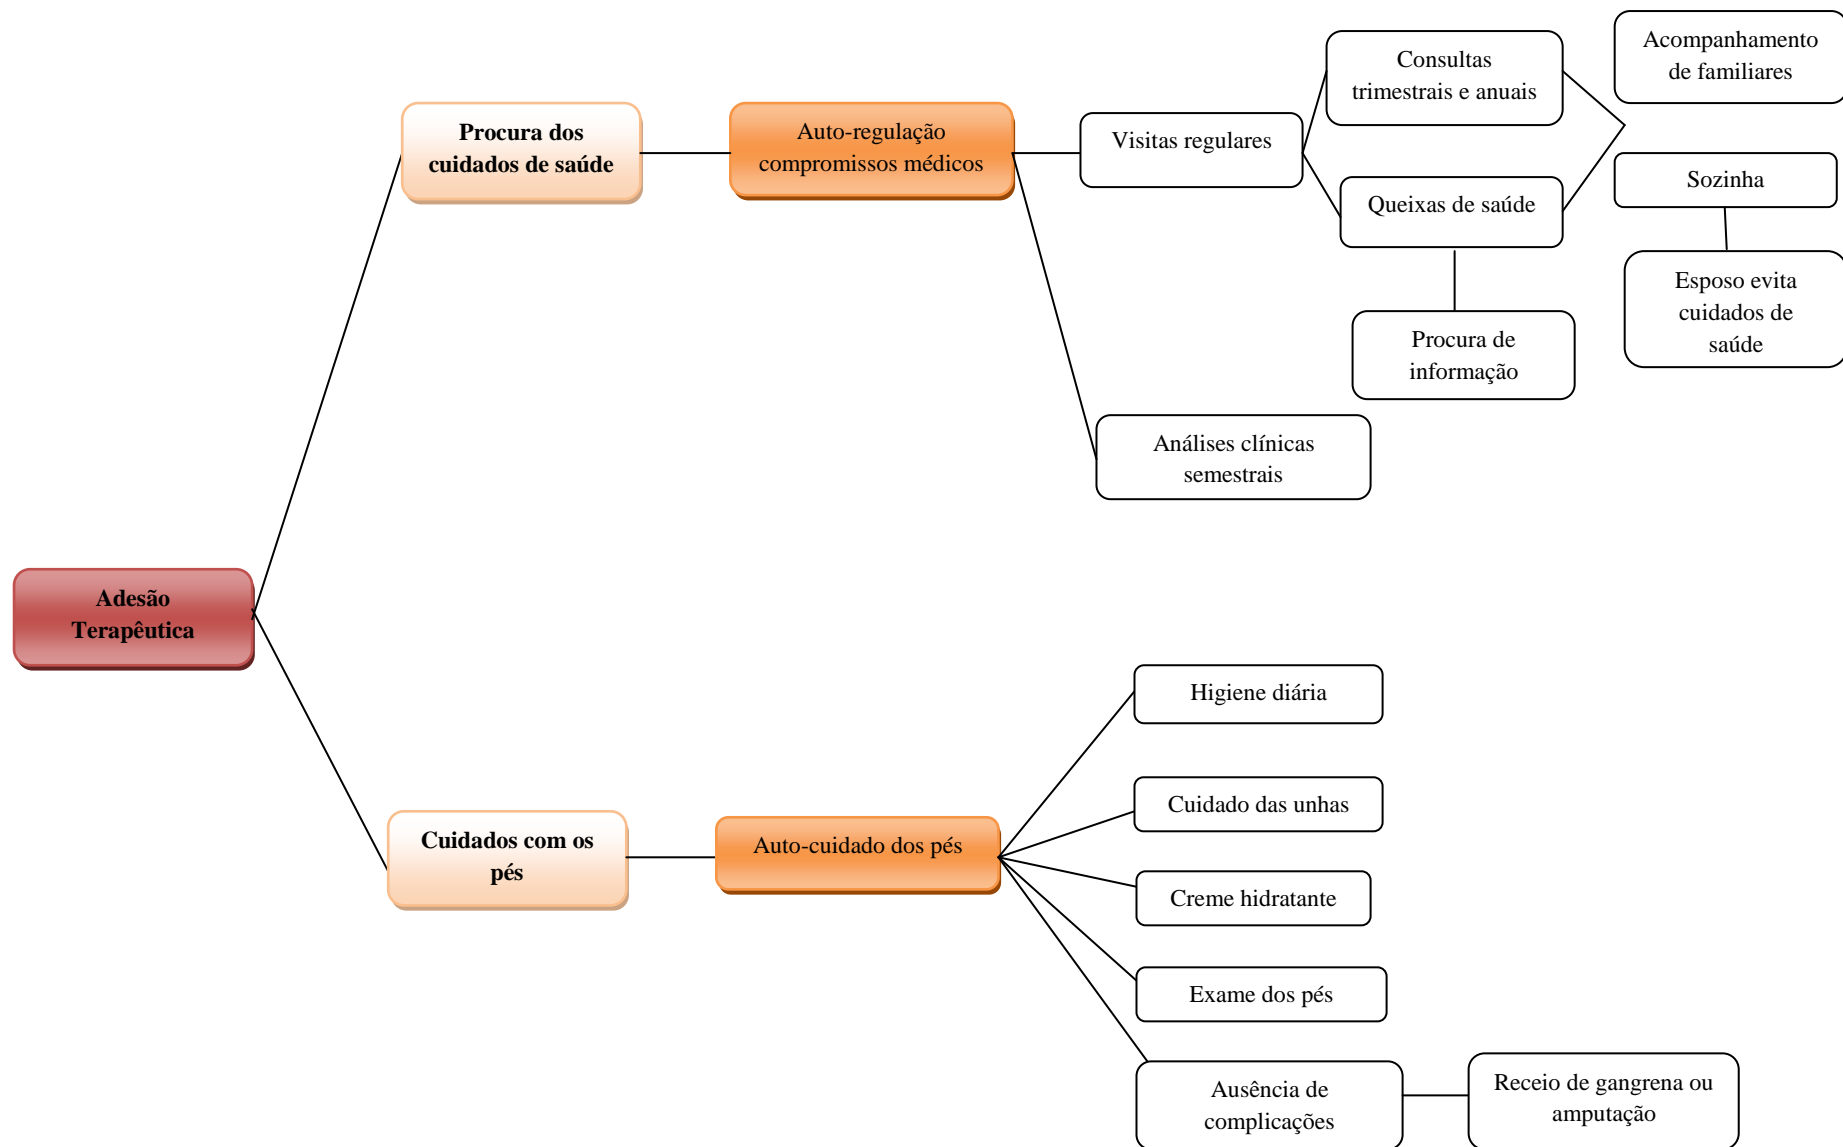 Acompanhamento
de familiares
Consultas
trimestrais e anuais
Procura dos
cuidados de saúde
Auto-regulação
compromissos médicos
Visitas regulares
Sozinha
Queixas de saúde
Esposo evita
cuidados de
saúde
Procura de
informação
Análises clínicas
semestrais
Adesão
Terapêutica
Higiene diária
Cuidado das unhas
Cuidados com os
pés
Auto-cuidado dos pés
Creme hidratante
Exame dos pés
Ausência de
complicações
Receio de gangrena ou
amputação